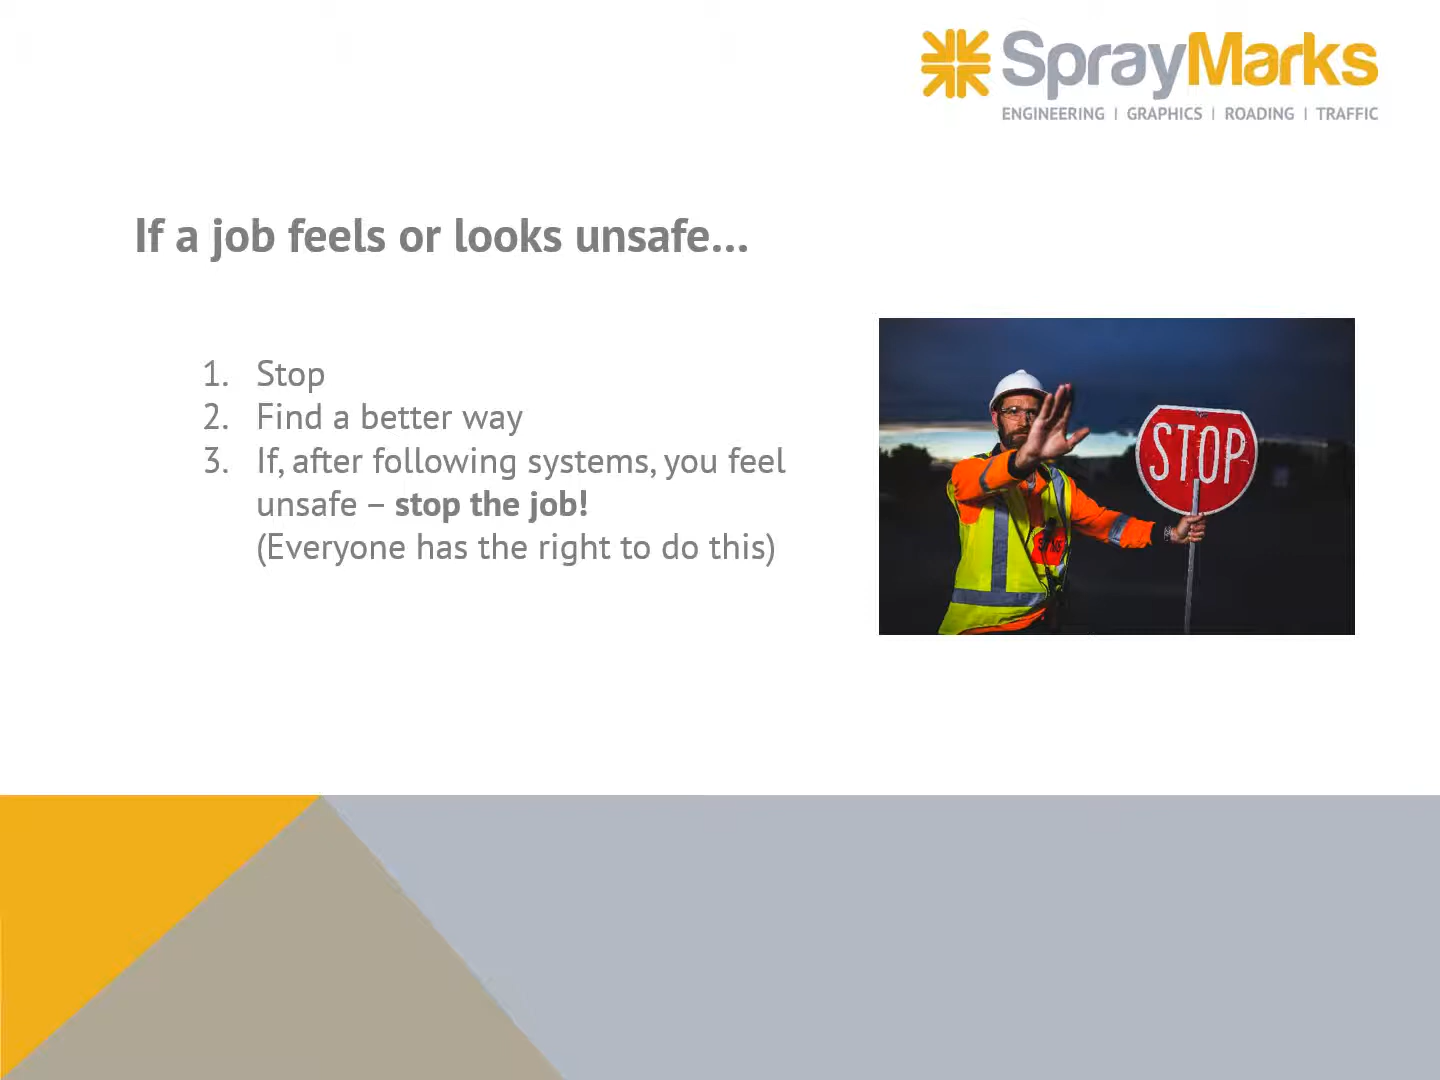 SprayMarks
ENGINEERING | GRAPHICS | ROADING | TRAFFIC
If a job feels or looks unsafe...
1. Stop
2. Find a better way
3. If, after following systems, you feel
unsafe – stop the job!
(Everyone has the right to do this)
STOP